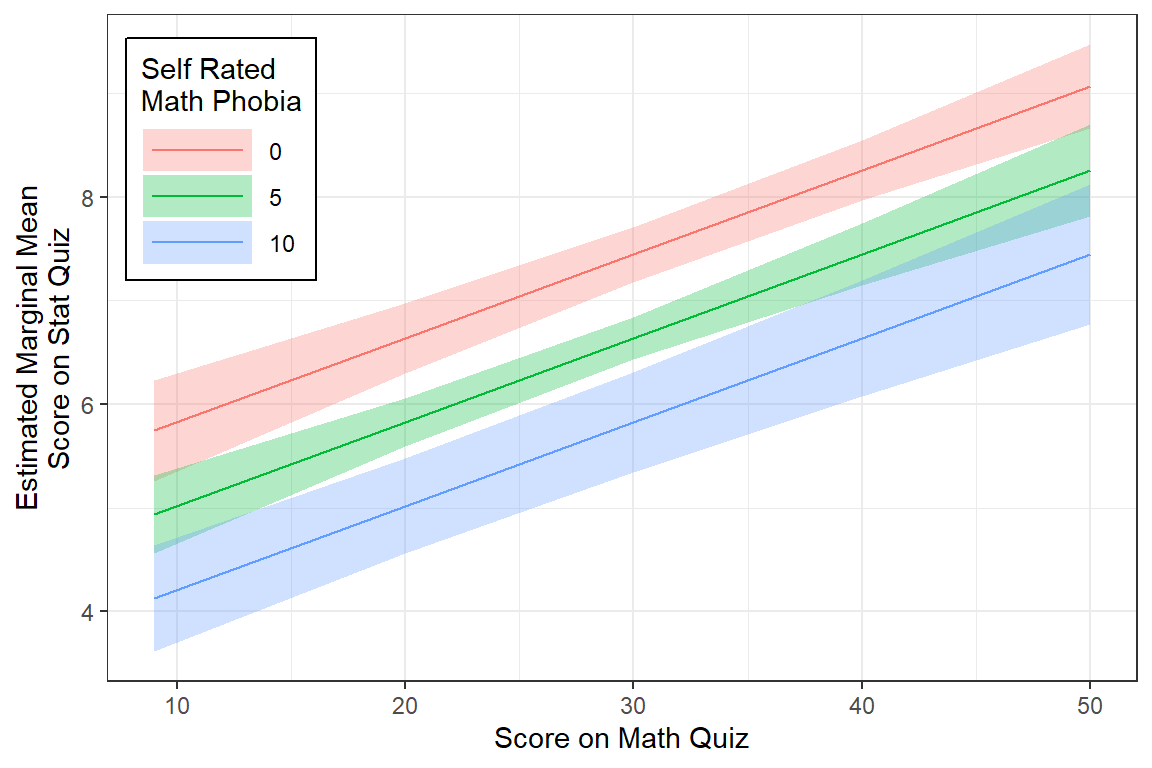 Self Rated
Math Phobia
0
5
10
Estimated Marginal Mean
Score on Stat Quiz
8
6
4
10 20 30 40 50
Score on Math Quiz